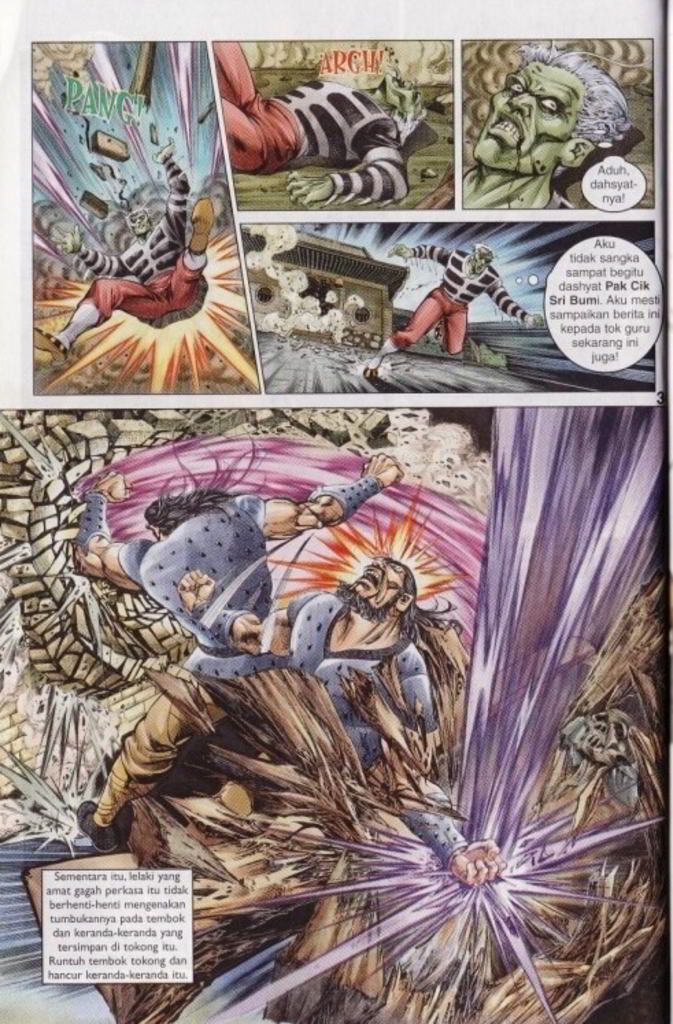 PANG!
ARGH!
Aduh,
dahsyat-
nya!
Aku
tidak sangka
sampat begitu
dashyat Pak Cik
Sri Bumi. Aku mesti
sampaikan berita ini
kepada tok guru
sekarang ini
juga!
3
Sementara itu, lelaki yang
amat gagah perkasa itu tidak
berhenti-henti mengenakan
tumbukannya pada tembok
dan keranda-keranda yang
tersimpan di tokong itu.
Runtuh tembok tokong dan
hancur keranda-keranda itu.